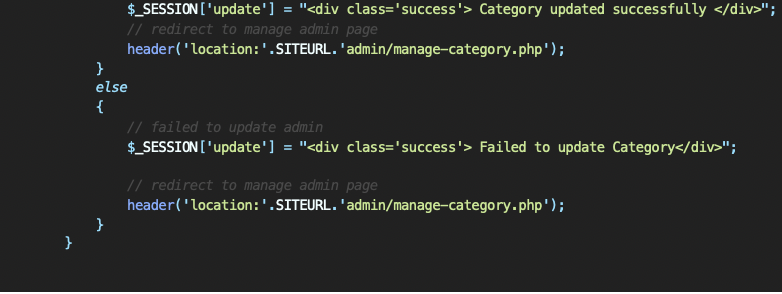 $_SESSION['update'] = "<div class='success'> Category updated successfully </div>";
// redirect to manage admin page
header('location:'.SITEURL.'admin/manage-category.php');
}
else
{
// failed to update admin
$_SESSION['update'] = "<div class='success'> Failed to update Category</div>";
// redirect to manage admin page
header('location:'.SITEURL.'admin/manage-category.php');
}
}